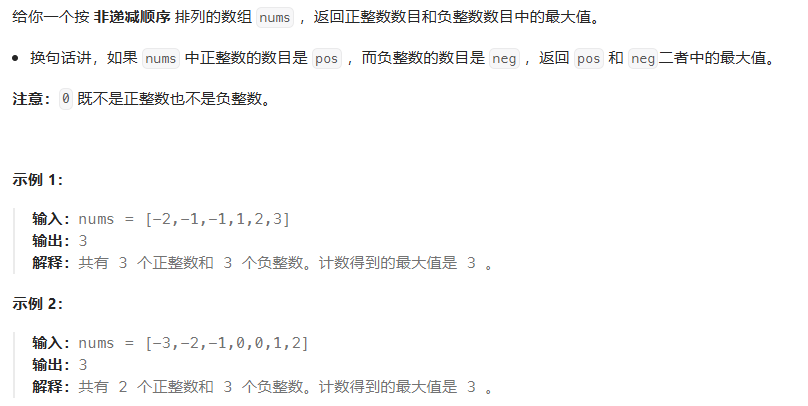 给你一个按 非递减顺序 排列的数组 nums ，返回正整数数目和负整数数目中的最大值。
• 换句话讲，如果 nums 中正整数的数目是 pos ，而负整数的数目是 neg ，返回 pos 和 neg二者中的最大值。
注意：0 既不是正整数也不是负整数。
示例 1：
输入：nums = [-2,-1,-1,1,2,3]
输出：3
解释：共有 3 个正整数和 3 个负整数。计数得到的最大值是 3 。
示例 2：
输入：nums = [-3,-2,-1,0,0,1,2]
输出：3
解释：共有 2 个正整数和 3 个负整数。计数得到的最大值是 3 。